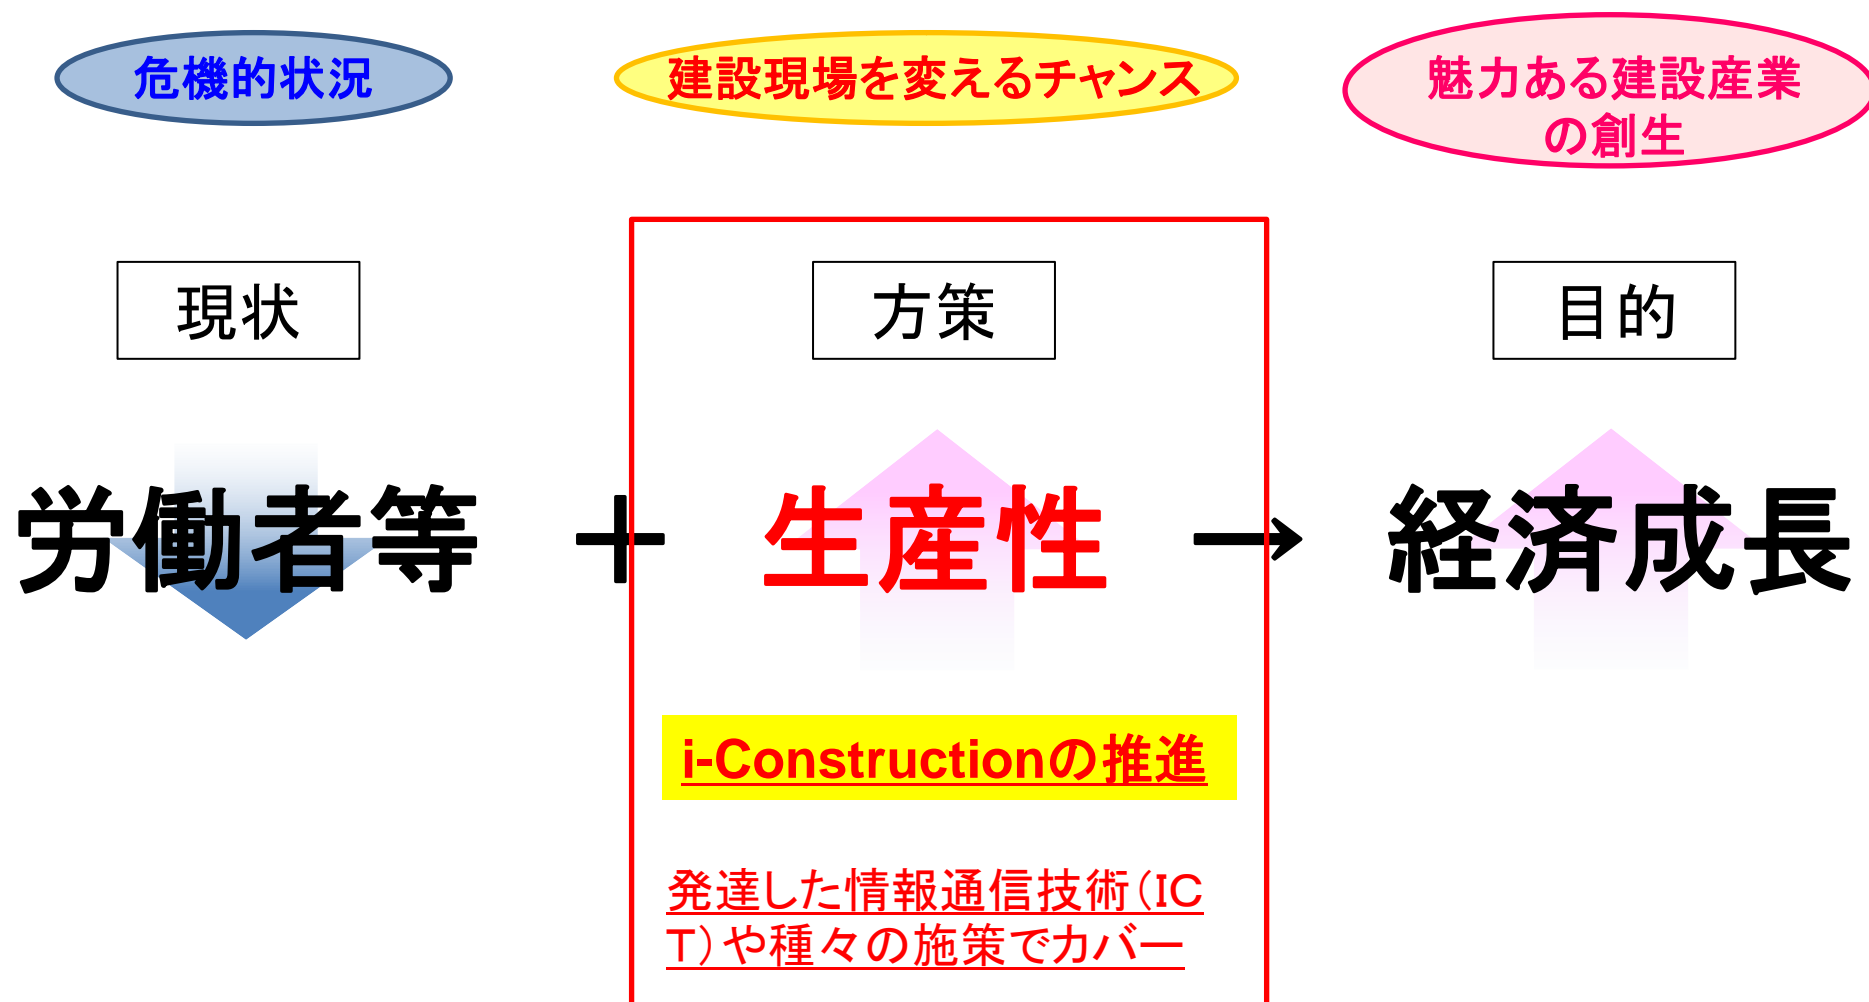 危機的状況
建設現場を変えるチャンス
魅力ある建設産業
の創生
現状
方策
目的
労働者等 ＋ 生産性 → 経済成長
i-Constructionの推進
発達した情報通信技術（IC
T）や種々の施策でカバー